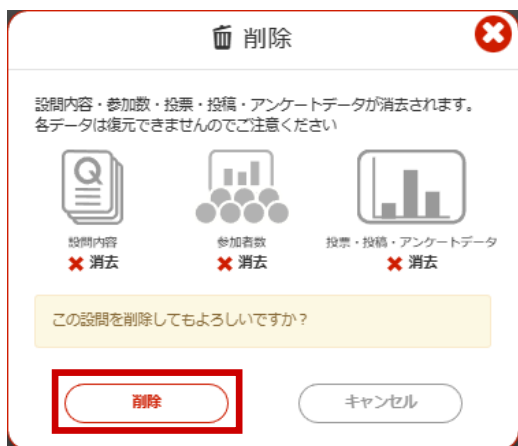 削除
設問内容・参加数・投票・投稿・アンケートデータが消去されます。
各データは復元できませんのでご注意ください
Q
設問内容
参加者数
投票・投稿・アンケートデータ
消去
消去
消去
この設問を削除してもよろしいですか？
削除
キャンセル